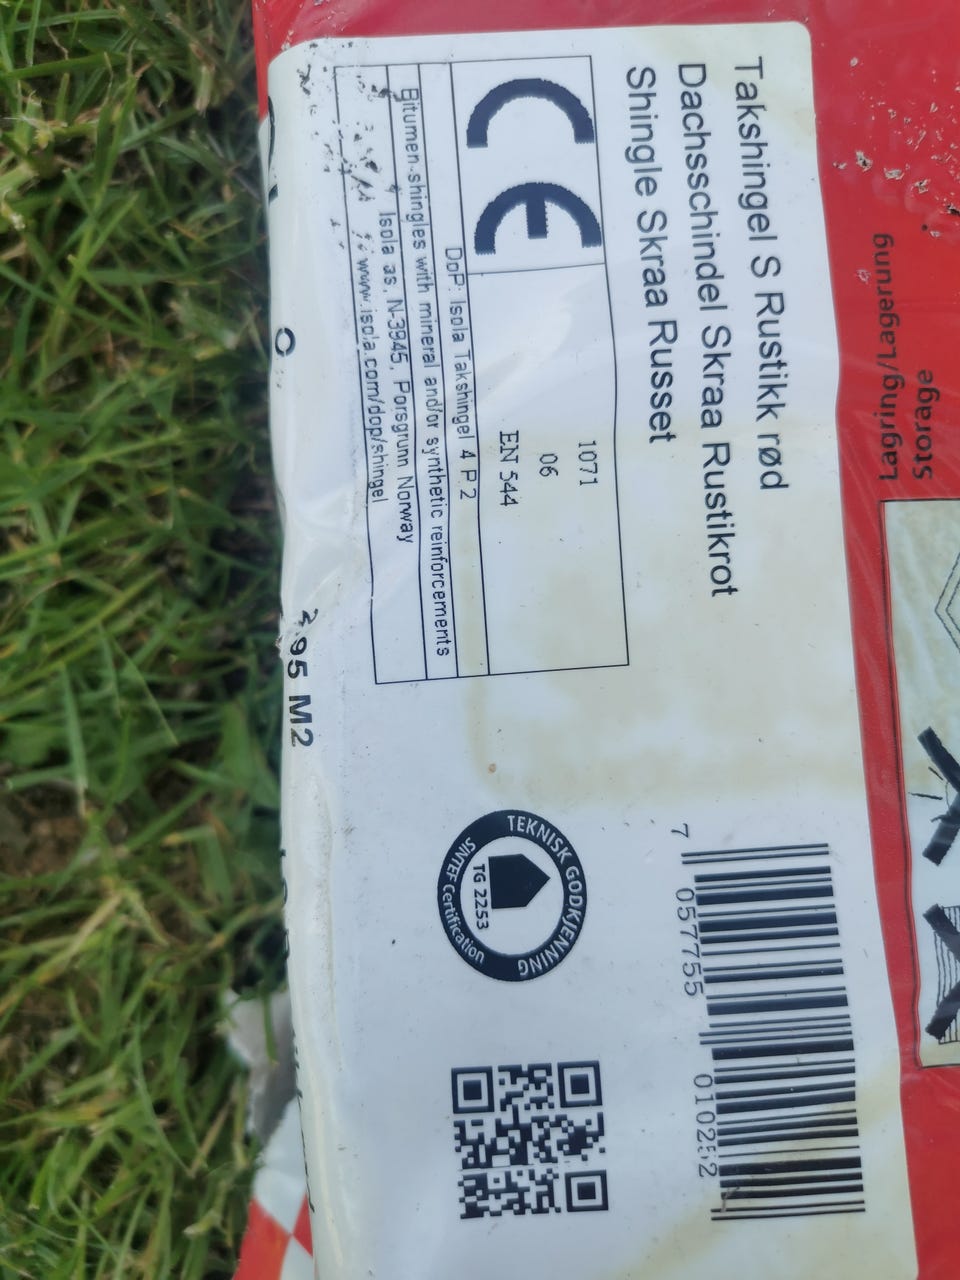 Lagring/Lagerung
Storage
Takshingel S Rustikk rød
Dachsschindel Skraa Rustikrot
Shingle Skraa Russet
CE
1071
06
EN 544
DoP: Isola Takshingel 4 P 2
Bitumen shingles with mineral and/or synthetic reinforcements
Isola as, N-3945, Porsgrunn Norway
www.isola.com/dop/shingel
95 M2
TEKNISK GODKJENNING
TG 2253
SINTEF Certification
7 057755